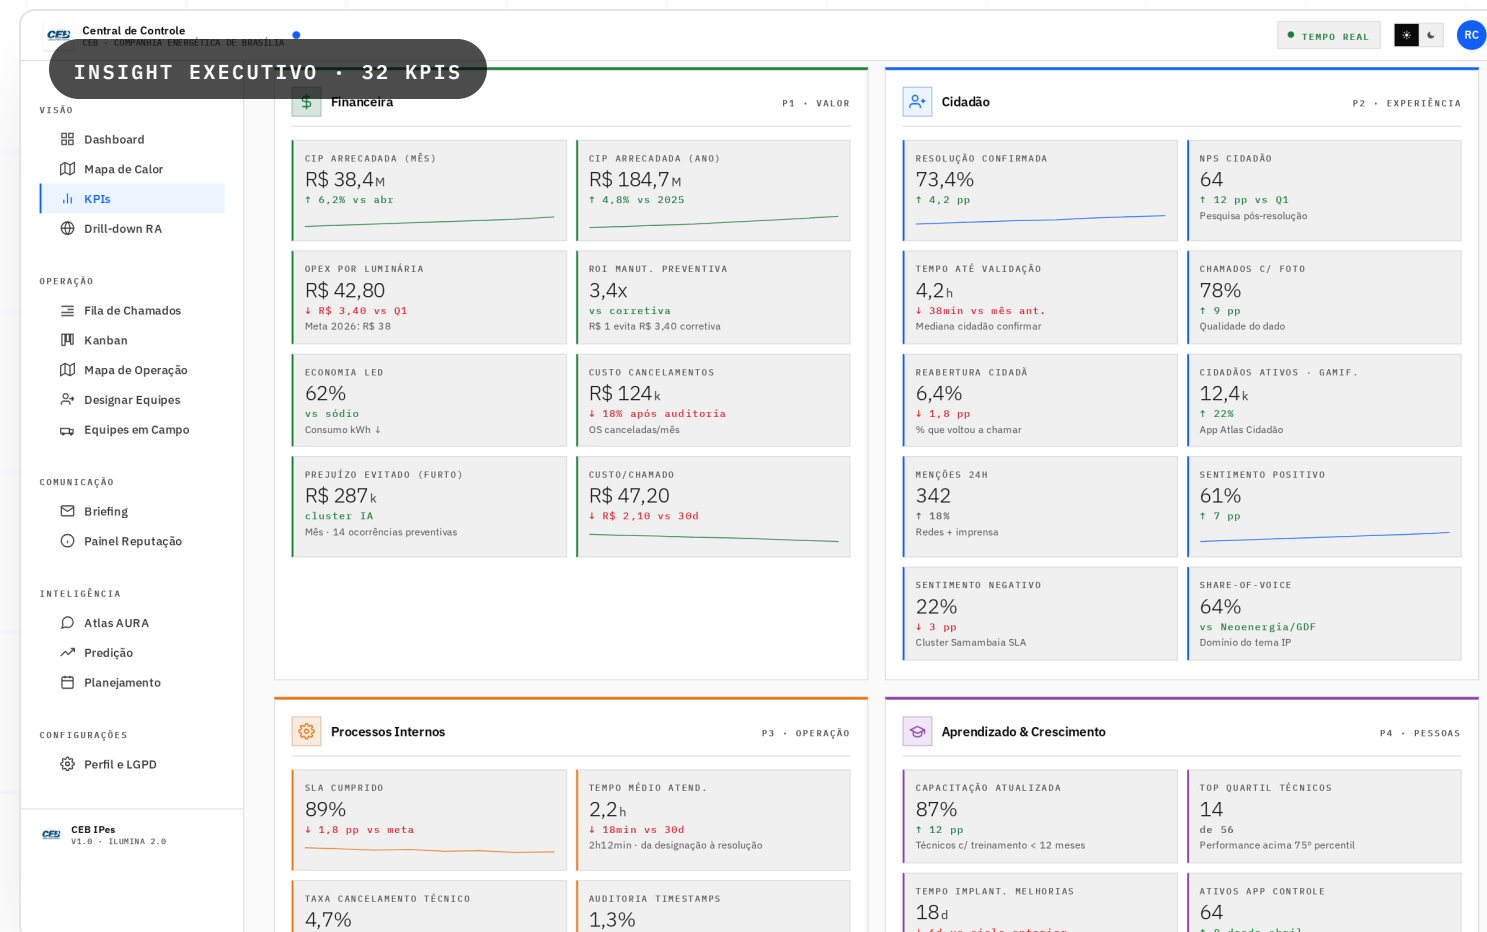 CEB
Central de Controle
CEB · COMPANHIA ENERGÉTICA DE BRASÍLIA
TEMPO REAL
RC
INSIGHT EXECUTIVO · 32 KPIS
VISÃO
Dashboard
Mapa de Calor
KPIs
Drill-down RA
OPERAÇÃO
Fila de Chamados
Kanban
Mapa de Operação
Designar Equipes
Equipes em Campo
COMUNICAÇÃO
Briefing
Painel Reputação
INTELIGÊNCIA
Atlas AURA
Predição
Planejamento
CONFIGURAÇÕES
Perfil e LGPD
CEB
CEB IPes
V1.0 · ILUMINA 2.0
Financeira
P1 · VALOR
CIP ARRECADADA (MÊS)
R$ 38,4M
↑ 6,2% vs abr
CIP ARRECADADA (ANO)
R$ 184,7M
↑ 4,8% vs 2025
OPEX POR LUMINÁRIA
R$ 42,80
↓ R$ 3,40 vs Q1
Meta 2026: R$ 38
ROI MANUT. PREVENTIVA
3,4x
vs corretiva
R$ 1 evita R$ 3,40 corretiva
ECONOMIA LED
62%
vs sódio
Consumo kWh ↓
CUSTO CANCELAMENTOS
R$ 124k
↓ 18% após auditoria
OS canceladas/mês
PREJUÍZO EVITADO (FURTO)
R$ 287k
cluster IA
Mês · 14 ocorrências preventivas
CUSTO/CHAMADO
R$ 47,20
↓ R$ 2,10 vs 30d
Cidadão
P2 · EXPERIÊNCIA
RESOLUÇÃO CONFIRMADA
73,4%
↑ 4,2 pp
NPS CIDADÃO
64
↑ 12 pp vs Q1
Pesquisa pós-resolução
TEMPO ATÉ VALIDAÇÃO
4,2h
↓ 38min vs mês ant.
Mediana cidadão confirmar
CHAMADOS C/ FOTO
78%
↑ 9 pp
Qualidade do dado
REABERTURA CIDADÃ
6,4%
↓ 1,8 pp
% que voltou a chamar
CIDADÃOS ATIVOS · GAMIF.
12,4k
↑ 22%
App Atlas Cidadão
MENÇÕES 24H
342
↑ 18%
Redes + imprensa
SENTIMENTO POSITIVO
61%
↑ 7 pp
SENTIMENTO NEGATIVO
22%
↓ 3 pp
Cluster Samambaia SLA
SHARE-OF-VOICE
64%
vs Neoenergia/GDF
Domínio do tema IP
Processos Internos
P3 · OPERAÇÃO
SLA CUMPRIDO
89%
↓ 1,8 pp vs meta
TEMPO MÉDIO ATEND.
2,2h
↓ 18min vs 30d
2h12min · da designação à resolução
TAXA CANCELAMENTO TÉCNICO
4,7%
AUDITORIA TIMESTAMPS
1,3%
Aprendizado & Crescimento
P4 · PESSOAS
CAPACITAÇÃO ATUALIZADA
87%
↑ 12 pp
Técnicos c/ treinamento < 12 meses
TOP QUARTIL TÉCNICOS
14
de 56
Performance acima 75º percentil
TEMPO IMPLANT. MELHORIAS
18d
↓ 6d vs ciclo anterior
ATIVOS APP CONTROLE
64
↑ 8 desde abril